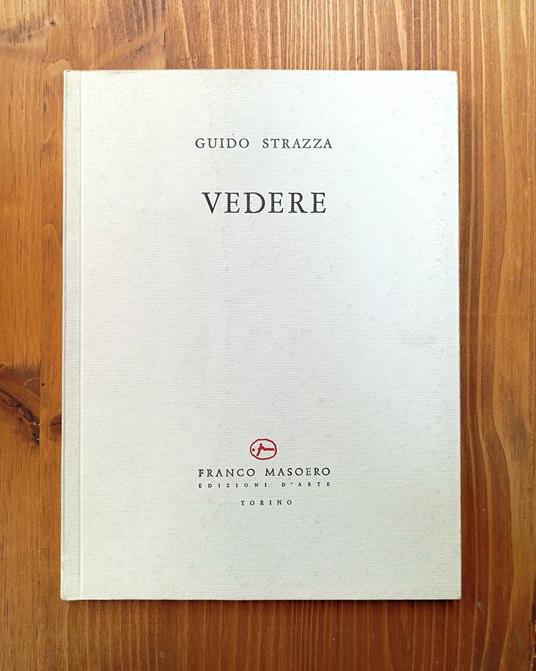 GUIDO STRAZZA
VEDERE
FRANCO MASOERO
EDIZIONI D'ARTE
TORINO